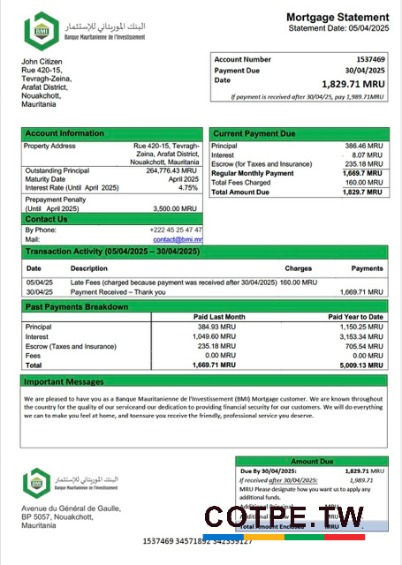 البنك الموريتاني للإستثمار
Banque Mauritanienne de l'Investissement
BMI
Mortgage Statement
Statement Date: 05/04/2025
John Citizen
Rue 420-15,
Tevragh-Zeina,
Arafat District,
Nouakchott,
Mauritania
Account Number 1537469
Payment Due 30/04/2025
Date
1,829.71 MRU
If payment is received after 30/04/25, pay 1,989.71MRU
Account Information
Property Address Rue 420-15, Tevragh-
Zeina, Arafat District,
Nouakchott, Mauritania
Outstanding Principal 264,776.43 MRU
Maturity Date April 2025
Interest Rate (Until April 2025) 4.75%
Prepayment Penalty
(Until April 2025) 3,500.00 MRU
Contact Us
By Phone: +222 45 25 47 47
Mail: contact@bmi.mr
Current Payment Due
Principal 386.46 MRU
Interest 8.07 MRU
Escrow (for Taxes and Insurance) 235.18 MRU
Regular Monthly Payment 1,669.7 MRU
Total Fees Charged 160.00 MRU
Total Amount Due 1,829.7 MRU
Transaction Activity (05/04/2025 – 30/04/2025)
Date Description Charges Payments
05/04/25 Late Fees (charged because payment was received after 30/04/2025) 160.00 MRU
30/04/25 Payment Received – Thank you 1,669.71 MRU
Past Payments Breakdown
Paid Last Month Paid Year to Date
Principal 384.93 MRU 1,150.25 MRU
Interest 1,049.60 MRU 3,153.34 MRU
Escrow (Taxes and Insurance) 235.18 MRU 705.54 MRU
Fees 0.00 MRU 0.00 MRU
Total 1,669.71 MRU 5,009.13 MRU
Important Messages
We are pleased to have you as a Banque Mauritanienne de l'Investissement (BMI) Mortgage customer. We are known throughout
the country for the quality of our serviceand our dedication to providing financial security for our customers. We will do-everything
we can to make you feel at home, and toensure you receive the friendly, professional service you deserve.
البنك الموريتاني للإستثمار
Banque Mauritanienne de l'Investissement
BMI
Avenue du Général de Gaulle,
BP 5057, Nouakchott,
Mauritania
Amount Due
Due By 30/04/2025: 1,829.71 MRU
If received after 30/04/2025: 1,989.71
MRU Please designate how you want us to apply any
additional funds.
Total Amount Enclosed MRU
COTPE.TW
1537469 34571892 342359127